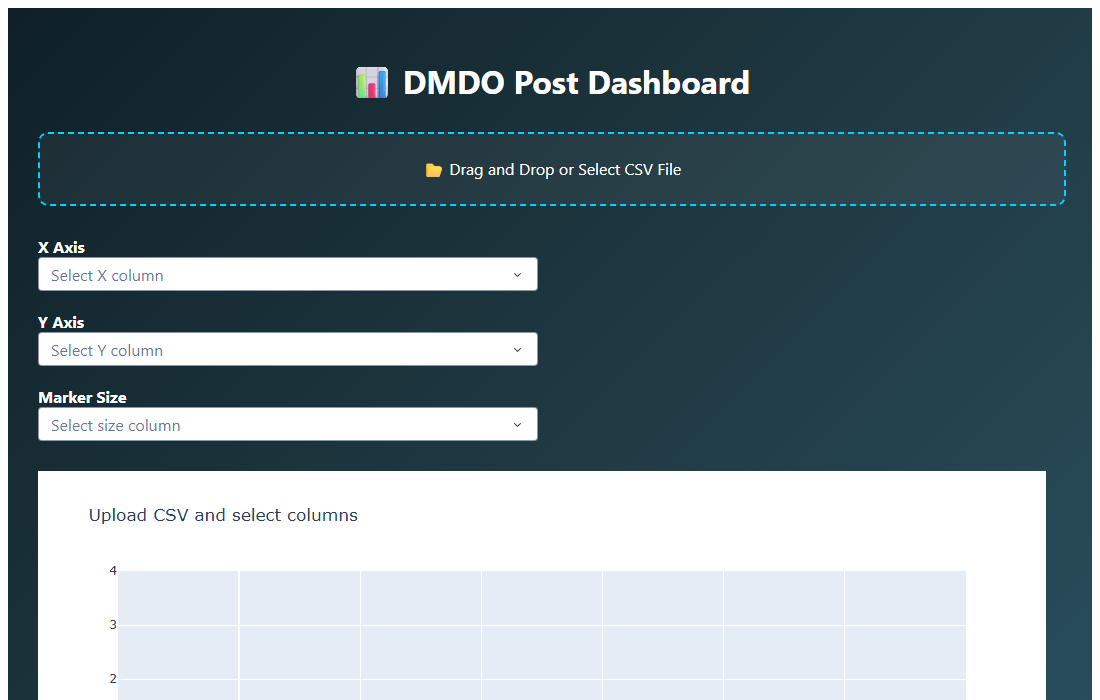 DMDO Post Dashboard
Drag and Drop or Select CSV File
X Axis
Select X column
Y Axis
Select Y column
Marker Size
Select size column
Upload CSV and select columns
4
3
2